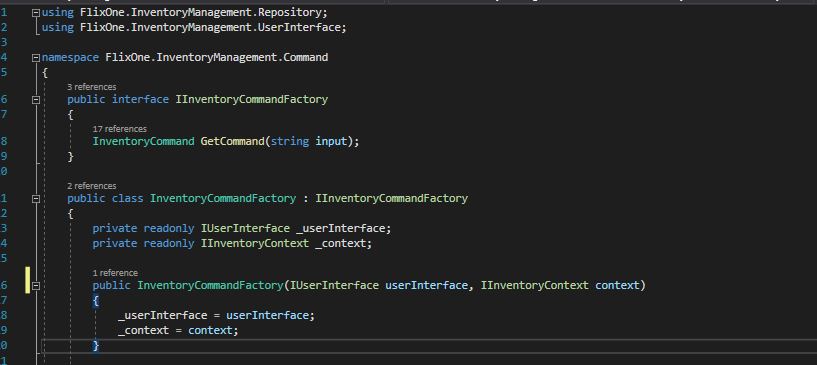 1 using FlixOne.InventoryManagement.Repository;
2 using FlixOne.InventoryManagement.UserInterface;
3
4 namespace FlixOne.InventoryManagement.Command
5 {
3 references
6 public interface IInventoryCommandFactory
7 {
17 references
8 InventoryCommand GetCommand(string input);
9 }
0
2 references
1 public class InventoryCommandFactory : IInventoryCommandFactory
2 {
3 private readonly IUserInterface _userInterface;
4 private readonly IInventoryContext _context;
5
1 reference
6 public InventoryCommandFactory(IUserInterface userInterface, IInventoryContext context)
7 {
8 _userInterface = userInterface;
9 _context = context;
0 }
1